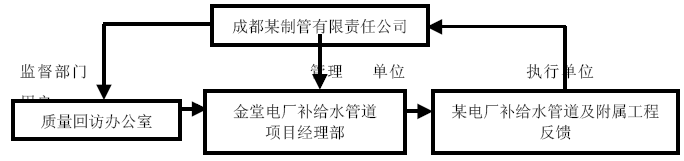 成都某制管有限责任公司
监督部门
管理 单位
执行单位
质量回访办公室
金堂电厂补给水管道
项目经理部
某电厂补给水管道及附属工程
反馈